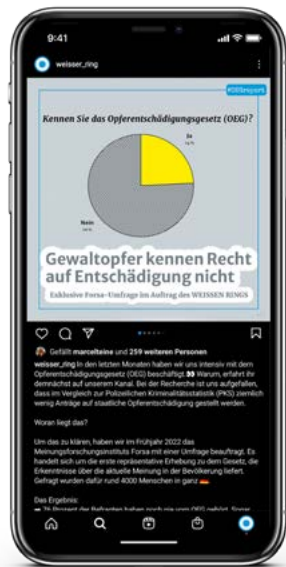 9:41
weisser_ring
#OEGreport
Kennen Sie das Opferentschädigungsgesetz (OEG)?
Ja
Nein
Gewaltopfer kennen Recht
auf Entschädigung nicht
Exklusive Forsa-Umfrage im Auftrag des WEISSEN RINGS
Gefällt marcelteine und 259 weiteren Personen
weisser_ring In den letzten Monaten haben wir uns intensiv mit dem
Opferentschädigungsgesetz (OEG) beschäftigt 👀 Warum, erfahrt ihr
demnächst auf unserem Kanal. Bei der Recherche ist uns aufgefallen,
dass im Vergleich zur Polizeilichen Kriminalitätsstatistik (PKS) ziemlich
wenig Anträge auf staatliche Opferentschädigung gestellt werden.
Woran liegt das?
Um das zu klären, haben wir im Frühjahr 2022 das
Meinungsforschungsinstituts Forsa mit einer Umfrage beauftragt. Es
handelt sich um die erste repräsentative Erhebung zu dem Gesetz, die
Erkenntnisse über die aktuelle Meinung in der Bevölkerung liefert.
Gefragt wurden dafür rund 4000 Menschen in ganz 🇩🇪
Das Ergebnis: